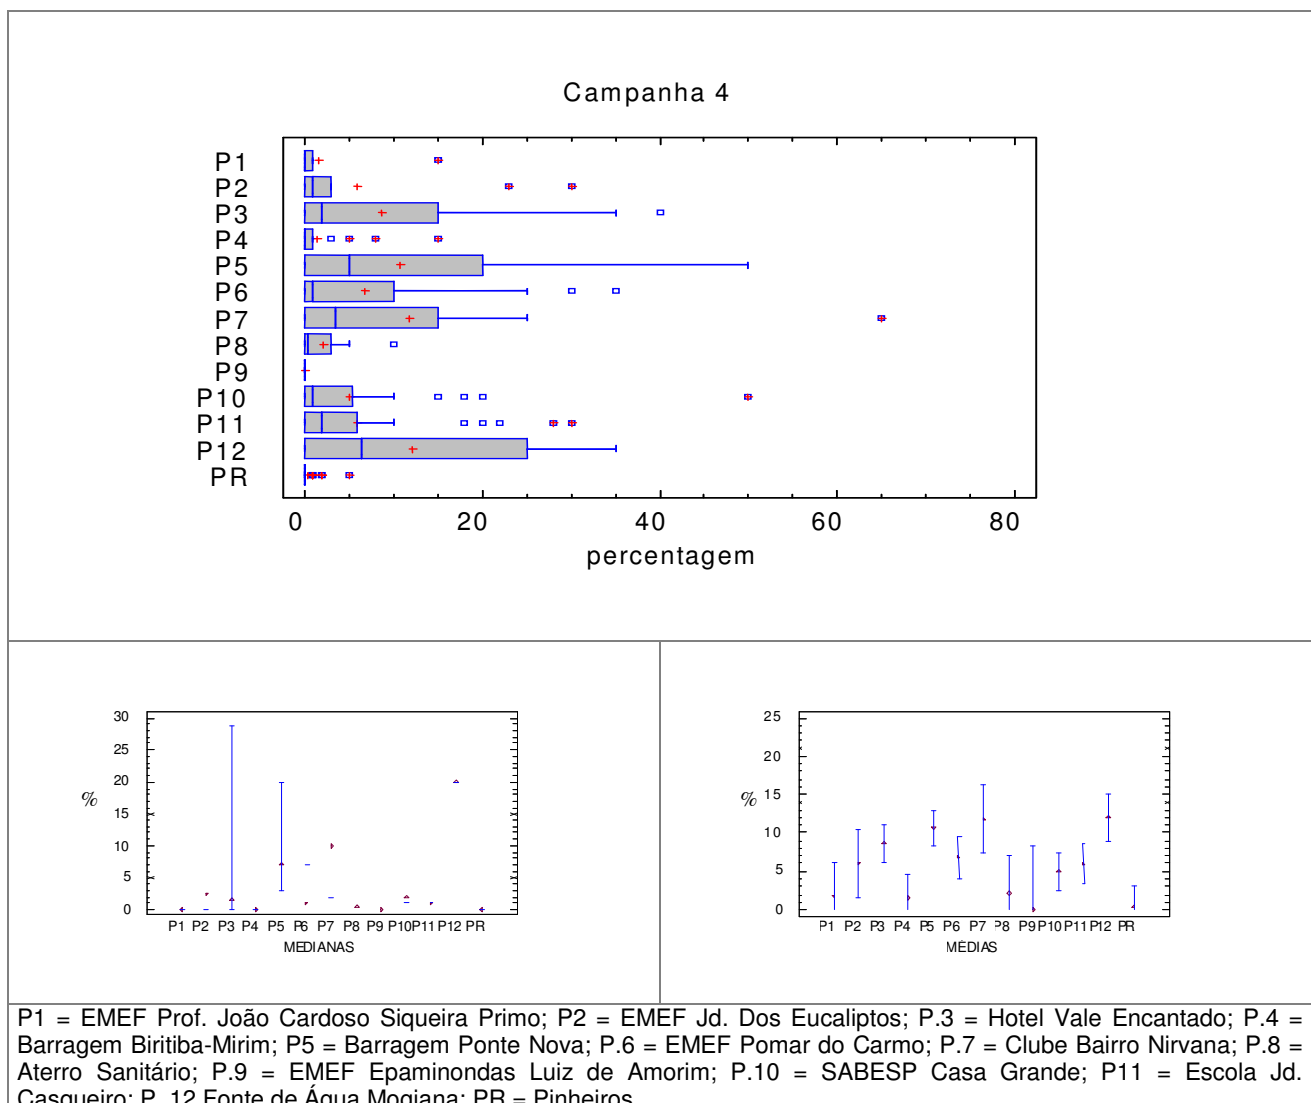 Campanha 4
P1
P2
P3
P4
P5
P6
P7
P8
P9
P10
P11
P12
PR
0 20 40 60 80
percentagem
30
25
20
15
10
5
0
%
P1 P2 P3 P4 P5 P6 P7 P8 P9 P10 P11 P12 PR
MEDIANAS
25
20
15
10
5
0
%
P1 P2 P3 P4 P5 P6 P7 P8 P9 P10 P11 P12 PR
MÉDIAS
P1 = EMEF Prof. João Cardoso Siqueira Primo; P2 = EMEF Jd. Dos Eucaliptos; P.3 = Hotel Vale Encantado; P.4 =
Barragem Biritiba-Mirim; P5 = Barragem Ponte Nova; P.6 = EMEF Pomar do Carmo; P.7 = Clube Bairro Nirvana; P.8 =
Aterro Sanitário; P.9 = EMEF Epaminondas Luiz de Amorim; P.10 = SABESP Casa Grande; P11 = Escola Jd.
Casqueiro; P. 12 Fonte de Água Mogiana; PR = Pinheiros